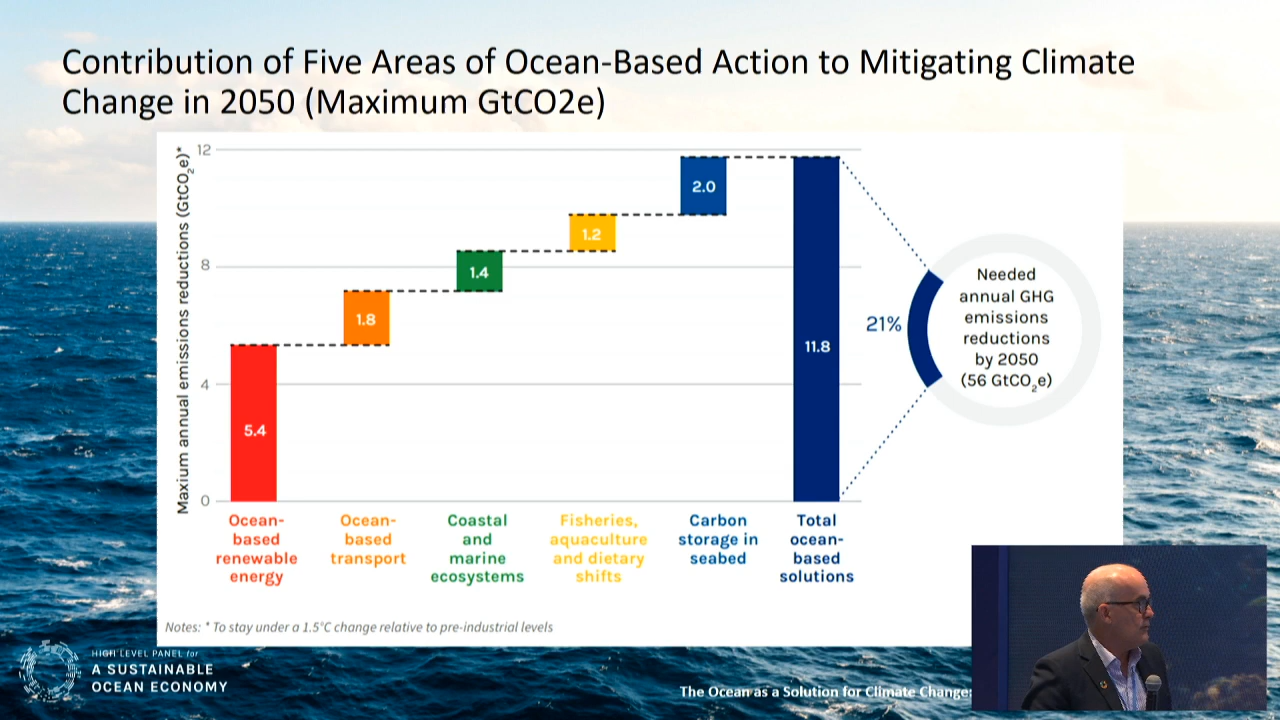 Contribution of Five Areas of Ocean-Based Action to Mitigating Climate
Change in 2050 (Maximum GtCO2e)
Maxium annual emissions reductions (GtCO2e)*
12
8
4
0
5.4
1.8
1.4
1.2
2.0
11.8
21%
Needed
annual GHG
emissions
reductions
by 2050
(56 GtCO2e)
Ocean-
based
renewable
energy
Ocean-
based
transport
Coastal
and
marine
ecosystems
Fisheries,
aquaculture
and dietary
shifts
Carbon
storage in
seabed
Total
ocean-
based
solutions
Notes: * To stay under a 1.5°C change relative to pre-industrial levels
HIGH LEVEL PANEL for
A SUSTAINABLE
OCEAN ECONOMY
The Ocean as a Solution for Climate Change: